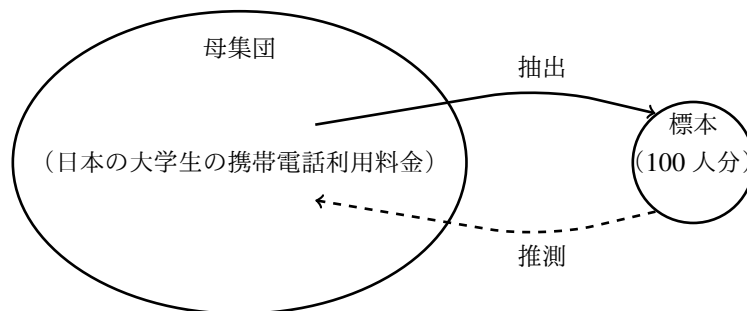 母集団
抽出
標本
（日本の大学生の携帯電話利用料金）
（100 人分）
推測